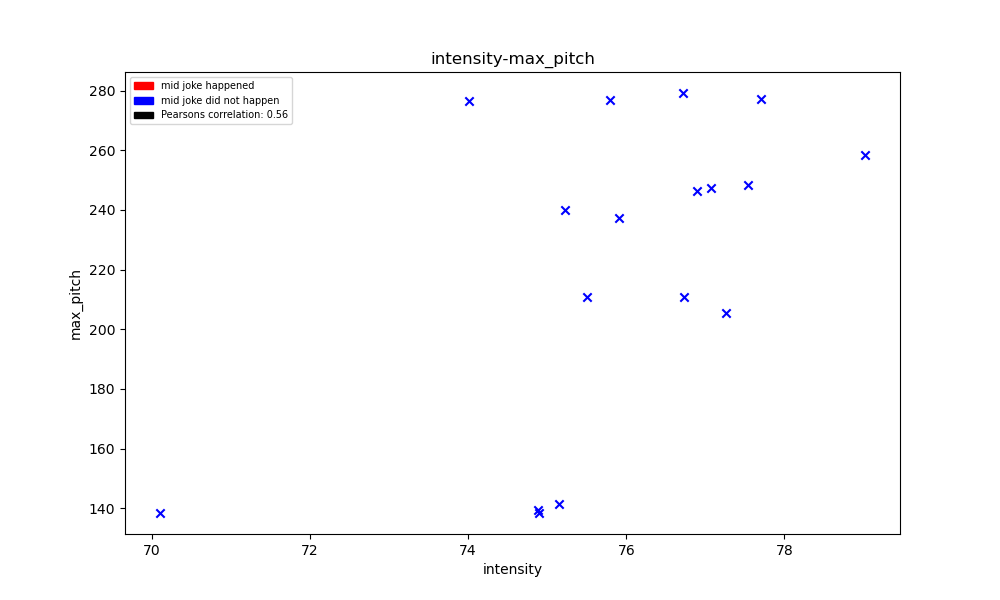 intensity-max_pitch
mid joke happened
mid joke did not happen
Pearsons correlation: 0.56
280
260
240
220
200
180
160
140
max_pitch
70 72 74 76 78
intensity